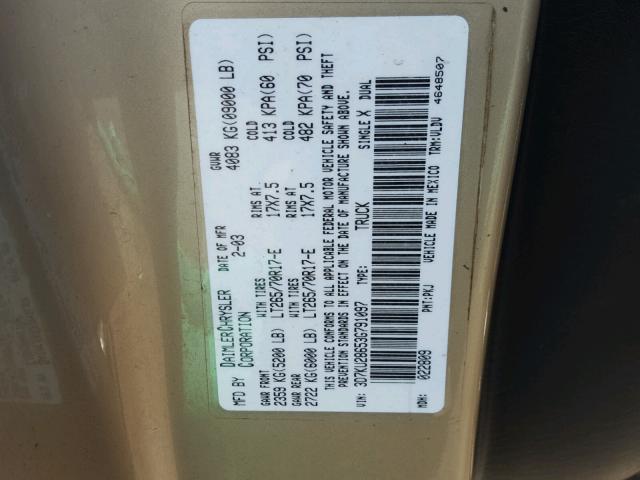 MFD BY DAIMLERCHRYSLER CORPORATION DATE OF MFR 2-03 GVWR 4083 KG(09000 LB)
GAWR FRONT WITH TIRES RIMS AT COLD
2359 KG(5200 LB) LT265/70R17-E 17X7.5 413 KPA(60 PSI)
GAWR REAR WITH TIRES RIMS AT COLD
2722 KG(6000 LB) LT265/70R17-E 17X7.5 482 KPA(70 PSI)
THIS VEHICLE CONFORMS TO ALL APPLICABLE FEDERAL MOTOR VEHICLE SAFETY AND THEFT
PREVENTION STANDARDS IN EFFECT ON THE DATE OF MANUFACTURE SHOWN ABOVE.
VIN: 3D7KU28653G791097 TYPE: TRUCK SINGLE X DUAL
MDH: 022809 PNT:PKJ VEHICLE MADE IN MEXICO TRM:VLDV 4648507